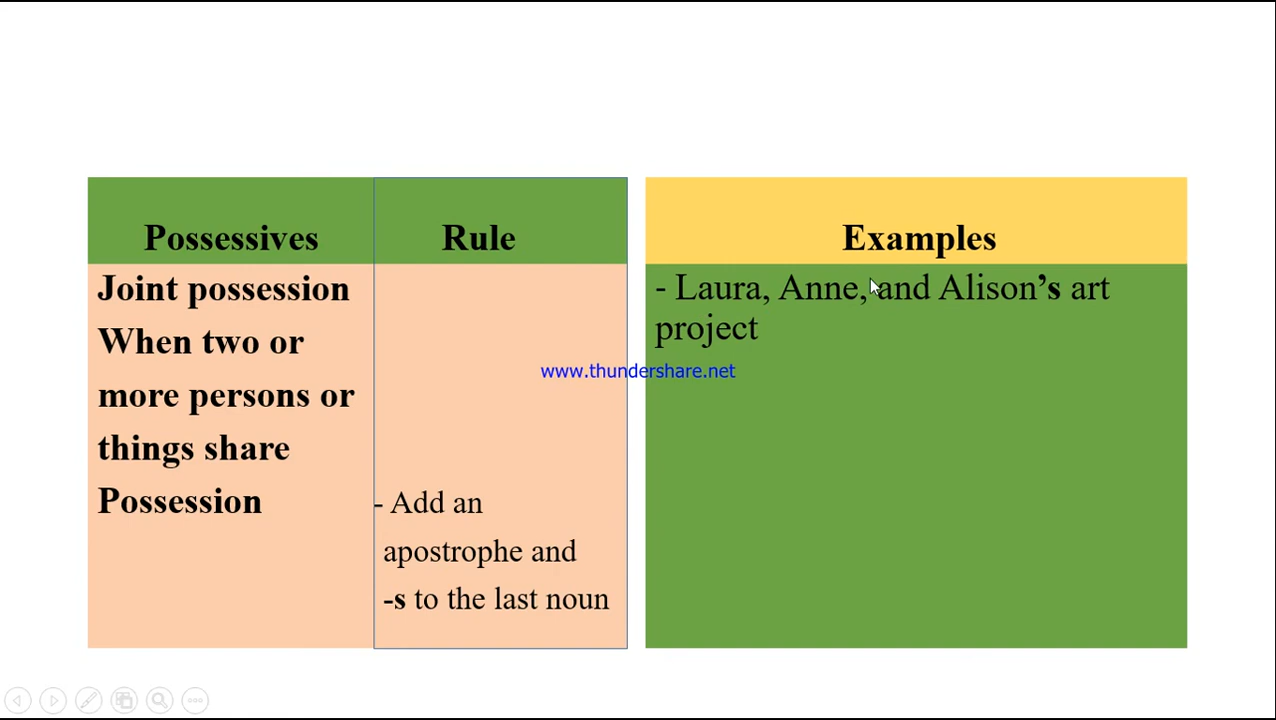 Possessives
Rule
Examples
Joint possession
When two or
more persons or
things share
Possession
- Add an
apostrophe and
-s to the last noun
- Laura, Anne, and Alison’s art
project
www.thundershare.net